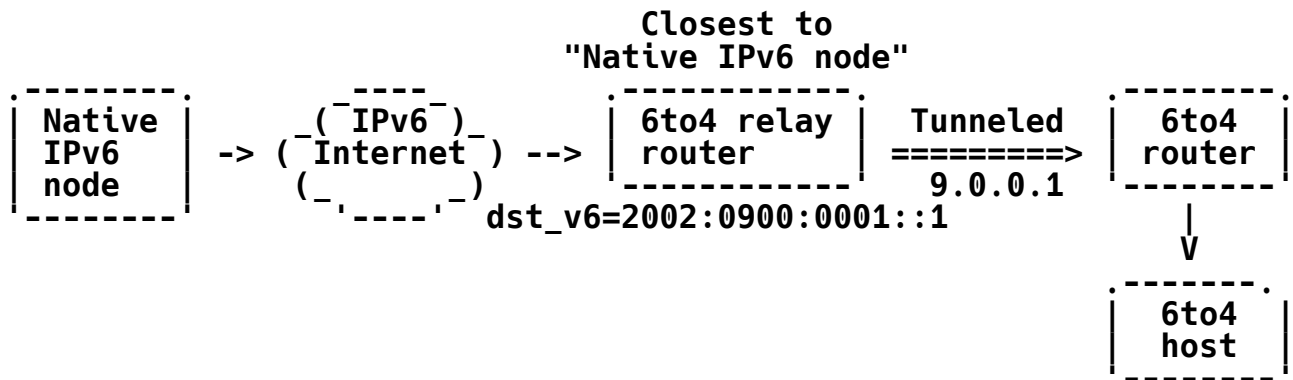 Closest to
"Native IPv6 node"
Native IPv6 6to4 relay Tunneled 6to4
IPv6 -> Internet --> router =========> router
node 9.0.0.1
dst_v6=2002:0900:0001::1
V
6to4
host